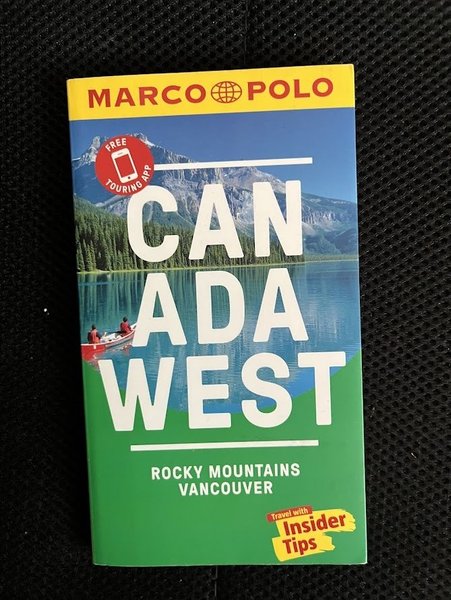 MARCO POLO
FREE
TOURING APP
CAN
ADA
WEST
ROCKY MOUNTAINS
VANCOUVER
Travel with
Insider
Tips